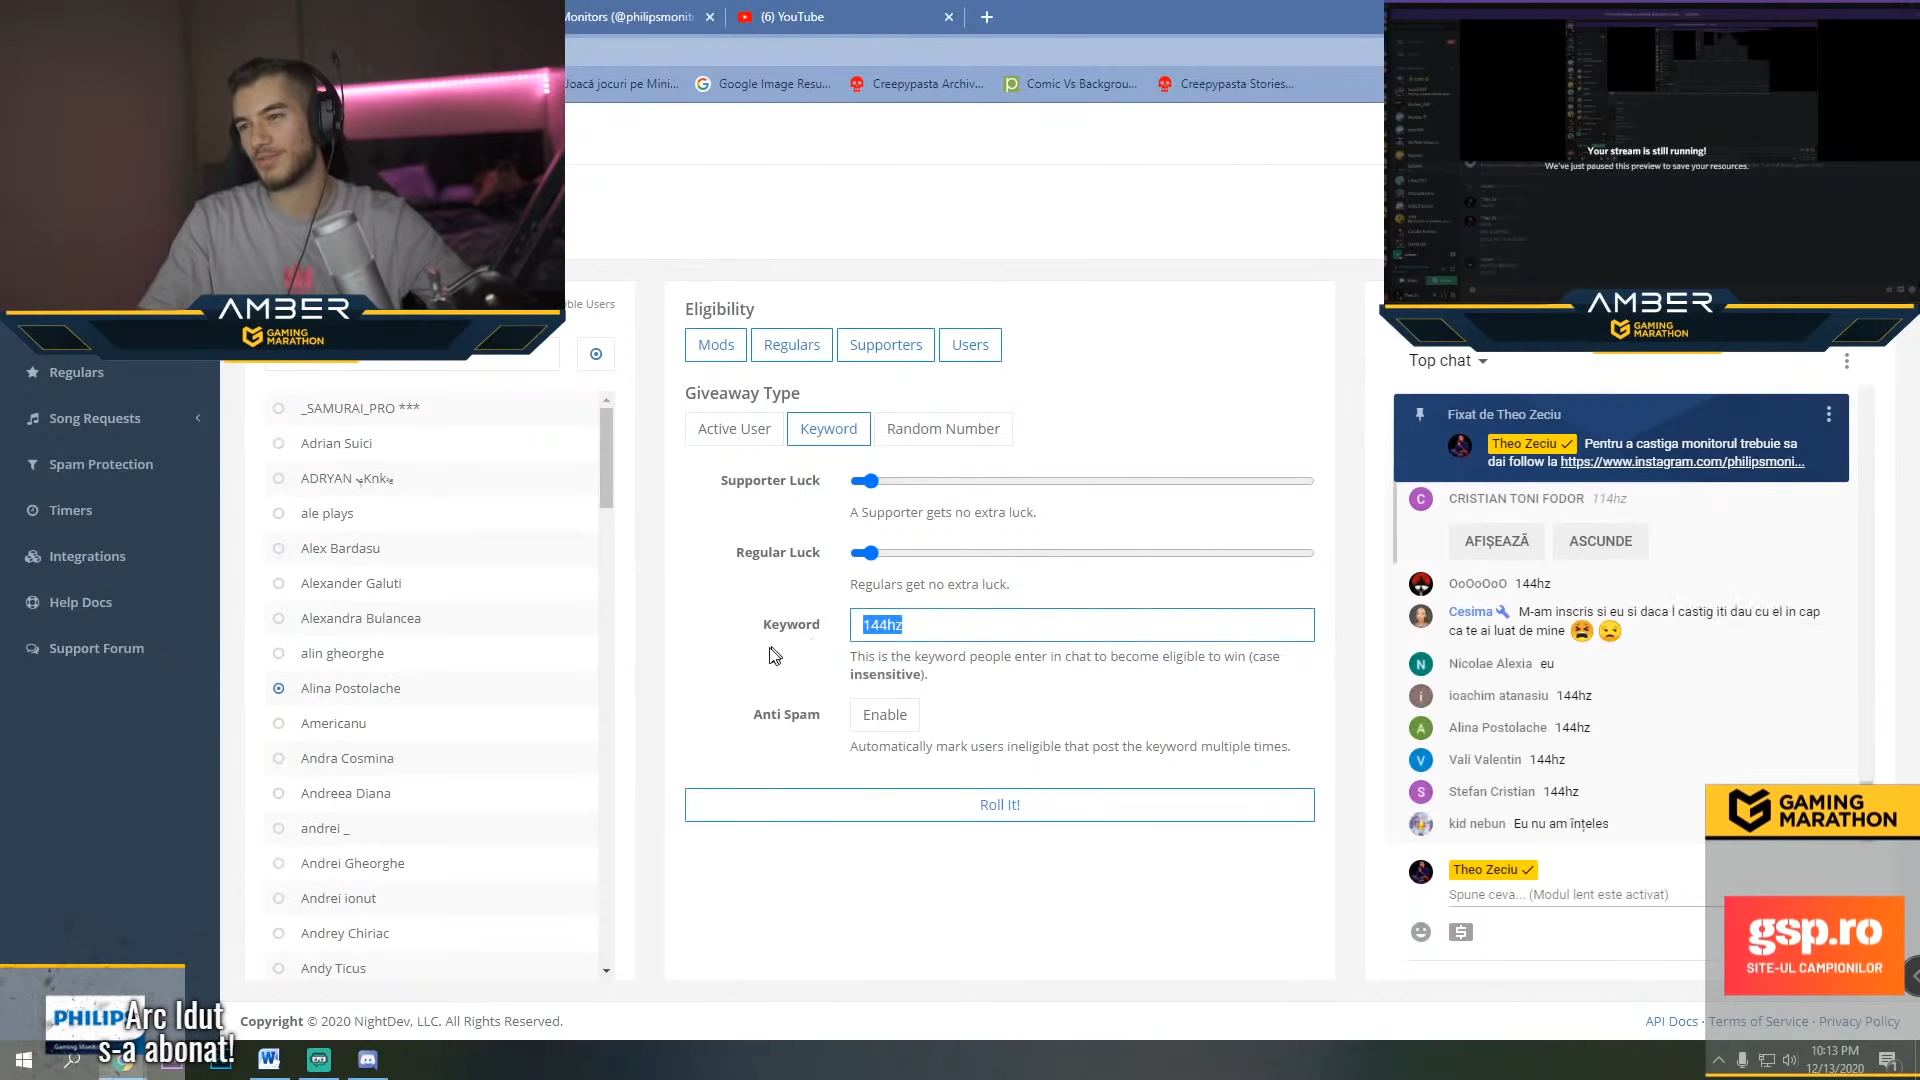 Monitors (@philipsmonit
(6) YouTube
Joacă jocuri pe Mini...
Google Image Resu...
Creepypasta Archiv...
Comic Vs Backgrou...
Creepypasta Stories...
Your stream is still running!
We've just paused this preview to save your resources.
AMBER
GAMING
MARATHON
AMBER
GAMING
MARATHON
ible Users
Regulars
Song Requests
Spam Protection
Timers
Integrations
Help Docs
Support Forum
_SAMURAI_PRO ***
Adrian Suici
ale plays
Alex Bardasu
Alexander Galuti
Alexandra Bulancea
alin gheorghe
Alina Postolache
Americanu
Andra Cosmina
Andreea Diana
andrei _
Andrei Gheorghe
Andrei ionut
Andrey Chiriac
Andy Ticus
Eligibility
Mods
Regulars
Supporters
Users
Giveaway Type
Active User
Keyword
Random Number
Supporter Luck
A Supporter gets no extra luck.
Regular Luck
Regulars get no extra luck.
Keyword
144hz
This is the keyword people enter in chat to become eligible to win (case
insensitive).
Anti Spam
Enable
Automatically mark users ineligible that post the keyword multiple times.
Roll It!
Top chat
Fixat de Theo Zeciu
Theo Zeciu Pentru a castiga monitorul trebuie sa
dai follow la https://www.instagram.com/philipsmoni...
CRISTIAN TONI FODOR 114hz
AFIȘEAZĂ
ASCUNDE
OoOoOoO 144hz
Cesima M-am inscris si eu si daca l castig iti dau cu el in cap
ca te ai luat de mine
Nicolae Alexia eu
ioachim atanasiu 144hz
Alina Postolache 144hz
Vali Valentin 144hz
Stefan Cristian 144hz
kid nebun Eu nu am înțeles
Theo Zeciu
Spune ceva... (Modul lent este activat)
GAMING
MARATHON
gsp.ro
SITE-UL CAMPIONILOR
PHILIP
Arc Idut
s-a abonat!
Copyright © 2020 NightDev, LLC. All Rights Reserved.
API Docs · Terms of Service · Privacy Policy
10:13 PM
12/13/2020